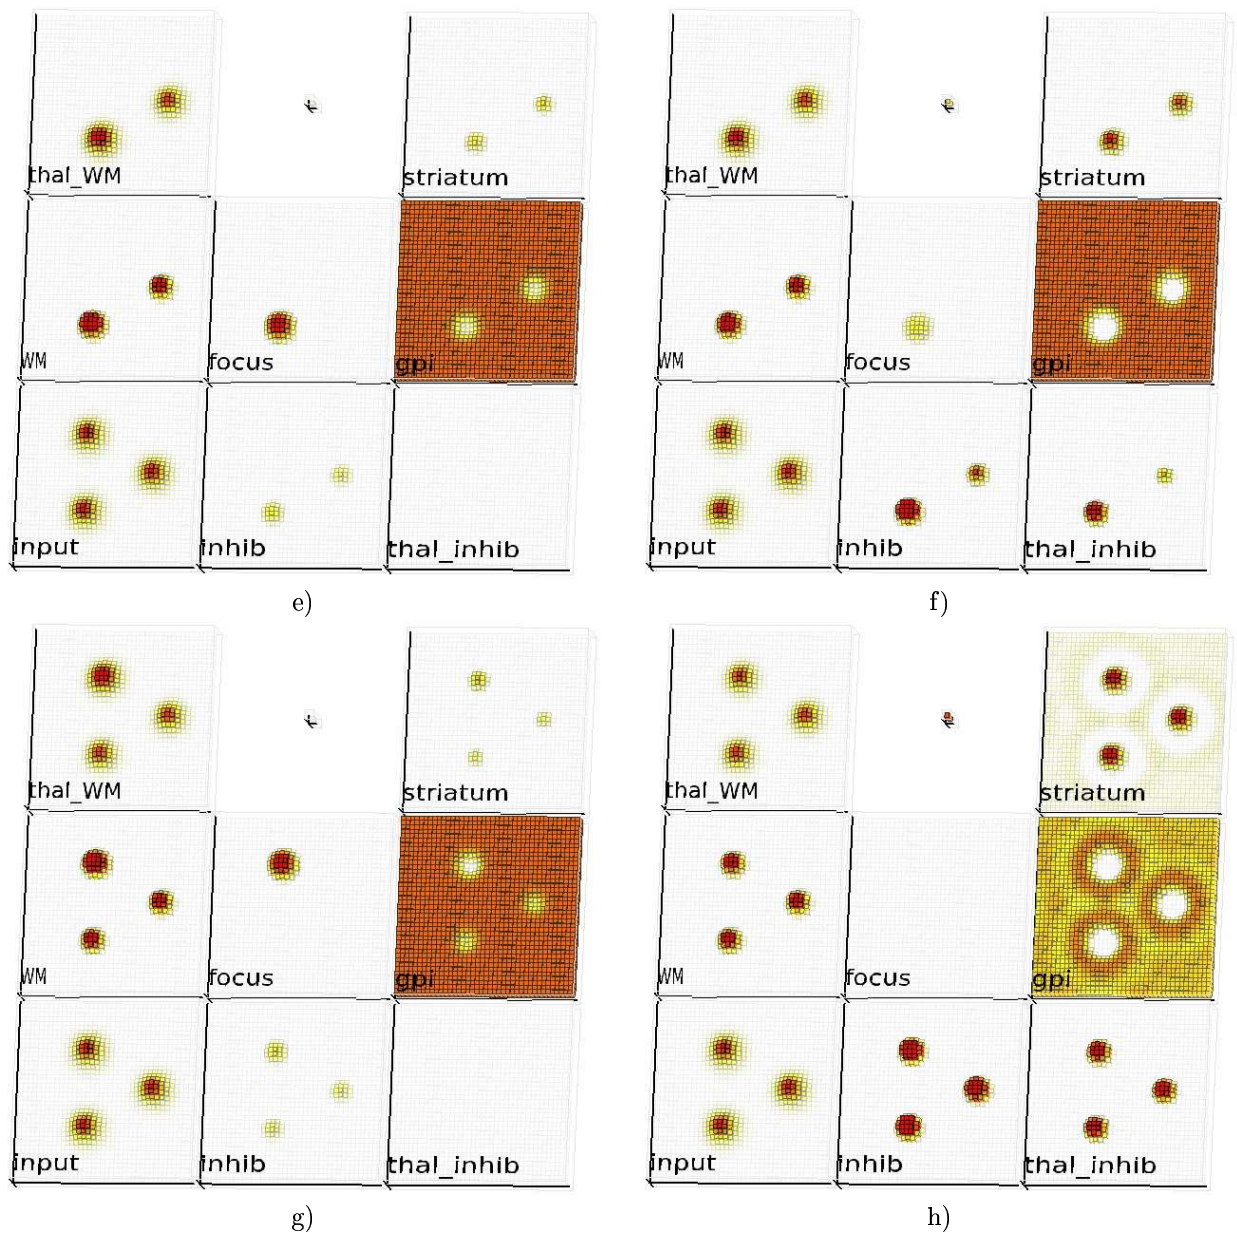 thal_WM striatum
WM focus gpi
input inhib thal_inhib
e)
thal_WM striatum
WM focus gpi
input inhib thal_inhib
f)
thal_WM striatum
WM focus gpi
input inhib thal_inhib
g)
thal_WM striatum
WM focus gpi
input inhib thal_inhib
h)